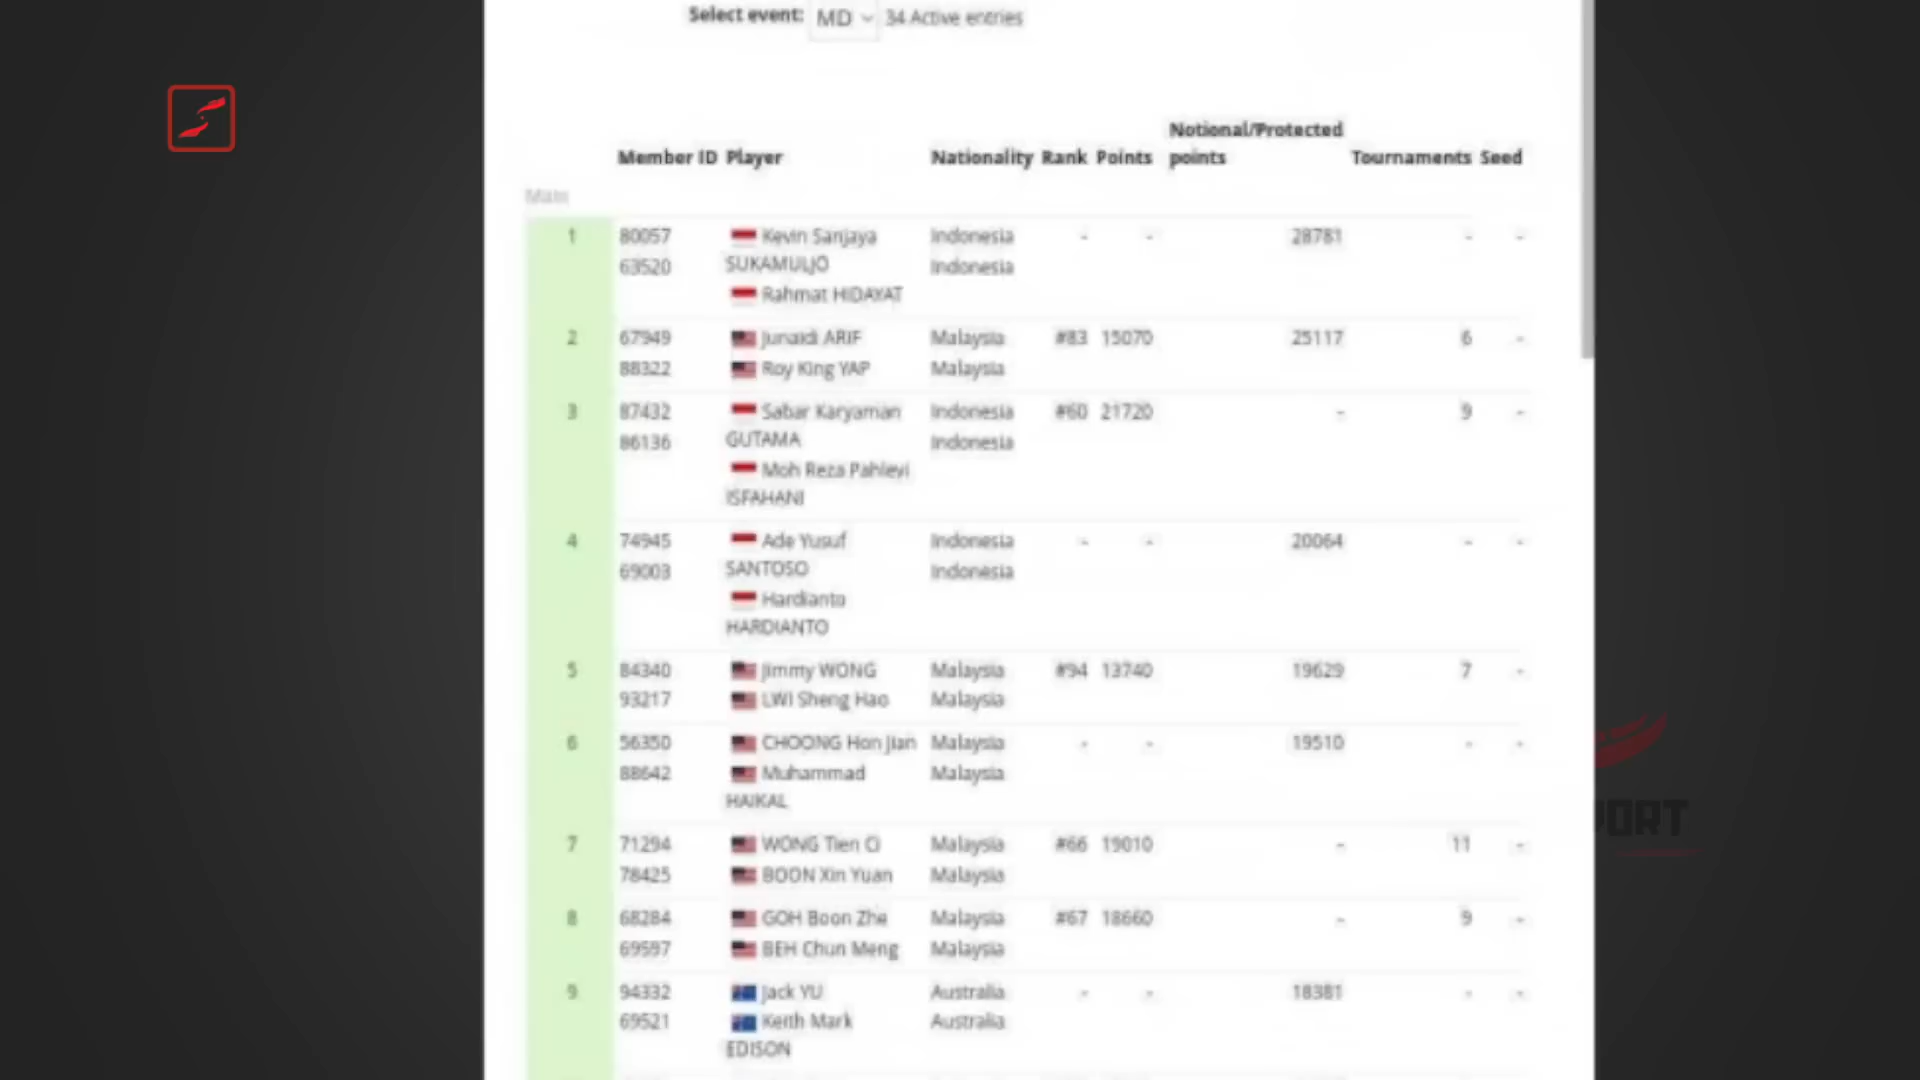 Select event: MD 34 Active entries
Notional/Protected
Member ID Player Nationality Rank Points points Tournaments Seed
Main
1 80057 Kevin Sanjaya Indonesia - - 28781 - -
63520 SUKAMULJO Indonesia
Rahmat HIDAYAT
2 67949 Junaidi ARIF Malaysia #83 15070 25117 6 -
88322 Roy King YAP Malaysia
3 87432 Sabar Karyaman Indonesia #60 21720 - 9 -
86136 GUTAMA Indonesia
Moh Reza Pahlevi
ISFAHANI
4 74945 Ade Yusuf Indonesia - - 20064 - -
69003 SANTOSO Indonesia
Hardianto
HARDIANTO
5 84340 Jimmy WONG Malaysia #94 13740 19629 7 -
93217 LWI Sheng Hao Malaysia
6 56350 CHOONG Hon Jian Malaysia - - 19510 - -
88642 Muhammad Malaysia
HAIKAL
7 71294 WONG Tien Ci Malaysia #66 19010 - 11 -
78425 BOON Xin Yuan Malaysia
8 68284 GOH Boon Zhe Malaysia #67 18660 - 9 -
69597 BEH Chun Meng Malaysia
9 94332 Jack YU Australia - - 18381 - -
69521 Keith Mark Australia
EDISON
PORT